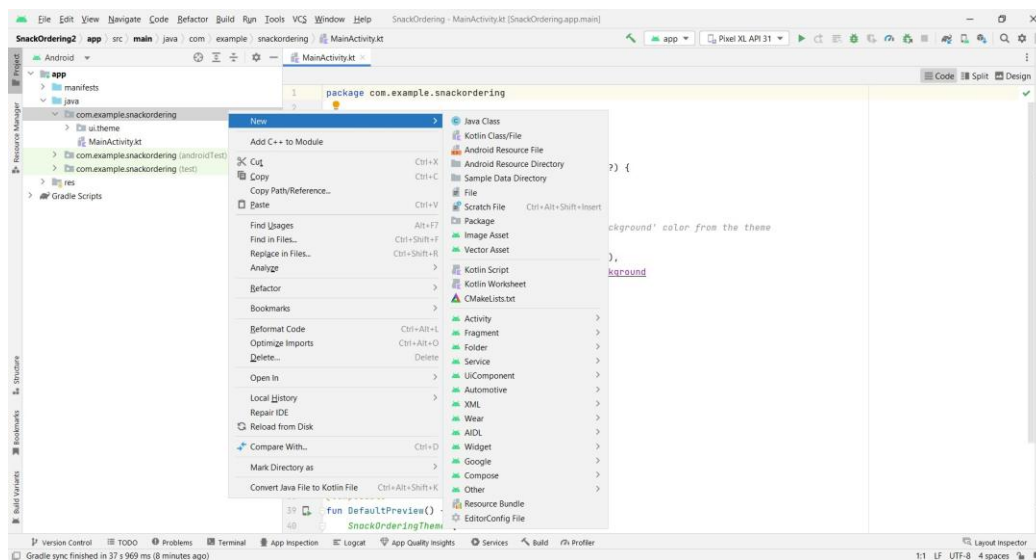 File Edit View Navigate Code Refactor Build Run Tools VCS Window Help SnackOrdering - MainActivity.kt [SnackOrdering.app.main]
SnackOrdering2 app src main java com example snackordering MainActivity.kt
app Pixel XL API 31
Android
MainActivity.kt
Code Split Design
Project
Resource Manager
Structure
Bookmarks
Build Variants
app
manifests
java
com.example.snackordering
ui.theme
MainActivity.kt
com.example.snackordering (androidTest)
com.example.snackordering (test)
res
Gradle Scripts
1 package com.example.snackordering
2
New
Add C++ to Module
Cut Ctrl+X
Copy Ctrl+C
Copy Path/Reference...
Paste Ctrl+V
Find Usages Alt+F7
Find in Files... Ctrl+Shift+F
Replace in Files... Ctrl+Shift+R
Analyze
Refactor
Bookmarks
Reformat Code Ctrl+Alt+L
Optimize Imports Ctrl+Alt+O
Delete... Delete
Open In
Local History
Repair IDE
Reload from Disk
Compare With... Ctrl+D
Mark Directory as
Convert Java File to Kotlin File Ctrl+Alt+Shift+K
Java Class
Kotlin Class/File
Android Resource File
Android Resource Directory
Sample Data Directory
File
Scratch File Ctrl+Alt+Shift+Insert
Package
Image Asset
Vector Asset
Kotlin Script
Kotlin Worksheet
CMakeLists.txt
Activity
Fragment
Folder
Service
UiComponent
Automotive
XML
Wear
AIDL
Widget
Google
Compose
Other
Resource Bundle
EditorConfig File
?) {
ckground' color from the theme
),
kground
39 fun DefaultPreview() {
40 SnackOrderingTheme
Version Control TODO Problems Terminal App Inspection Logcat App Quality Insights Services Build Profiler Layout Inspector
Gradle sync finished in 37 s 969 ms (8 minutes ago) 1:1 LF UTF-8 4 spaces